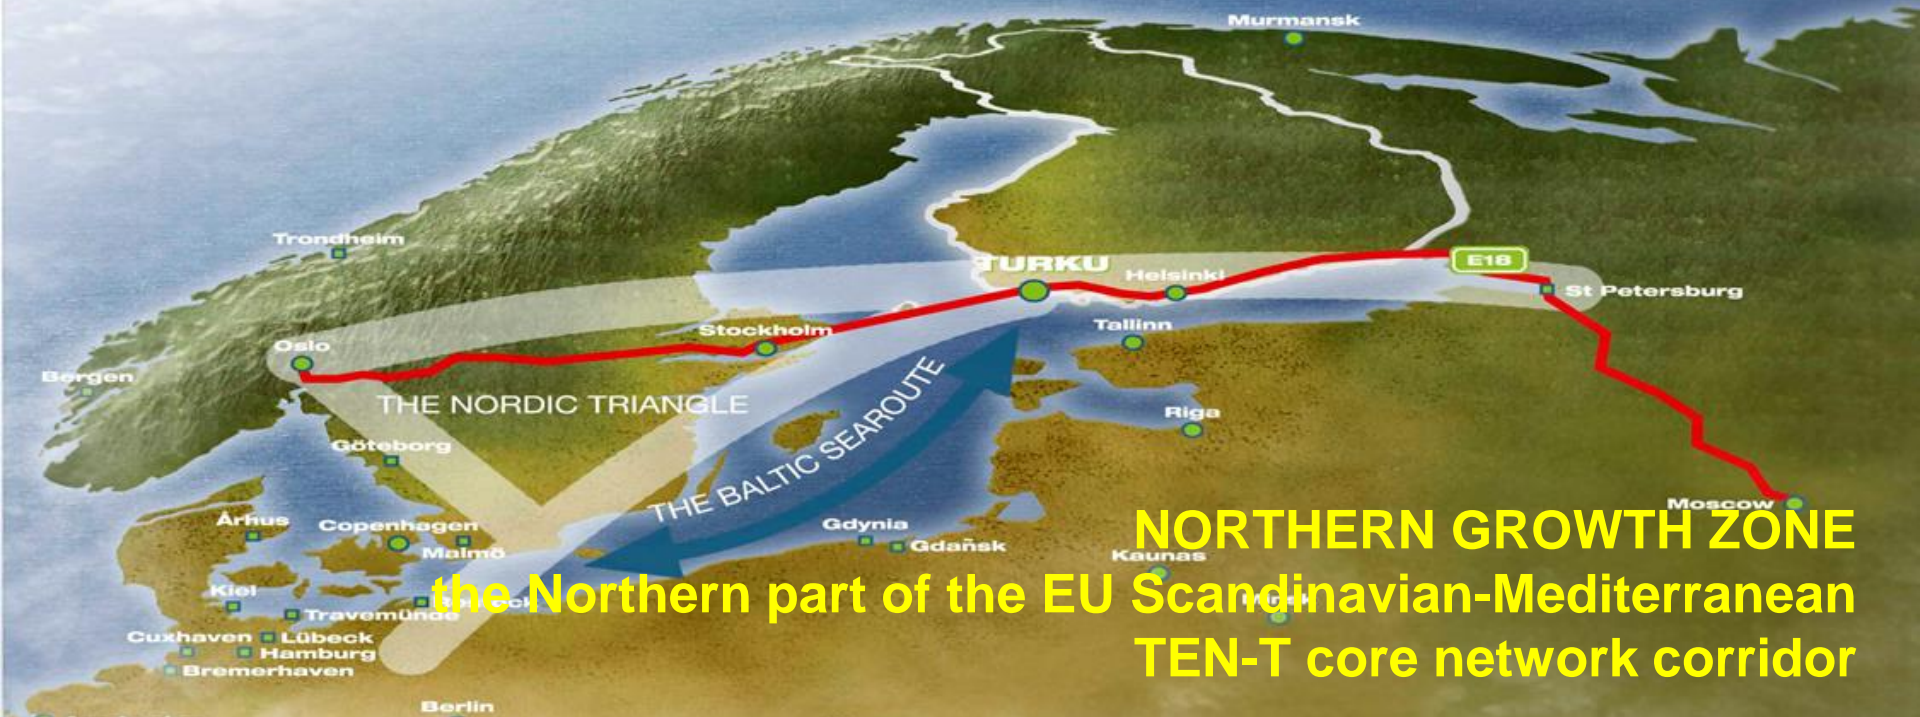 Murmansk
Trondheim
TURKU
Helsinki
E18
St Petersburg
Stockholm
Tallinn
Oslo
Bergen
THE NORDIC TRIANGLE
THE BALTIC SEAROUTE
Riga
Göteborg
Moscow
Århus
Copenhagen
Malmö
Gdynia
Gdañsk
NORTHERN GROWTH ZONE
Kaunas
Kiel
the Northern part of the EU Scandinavian-Mediterranean
Travemünde
Cuxhaven
Lübeck
Hamburg
TEN-T core network corridor
Bremerhaven
Berlin